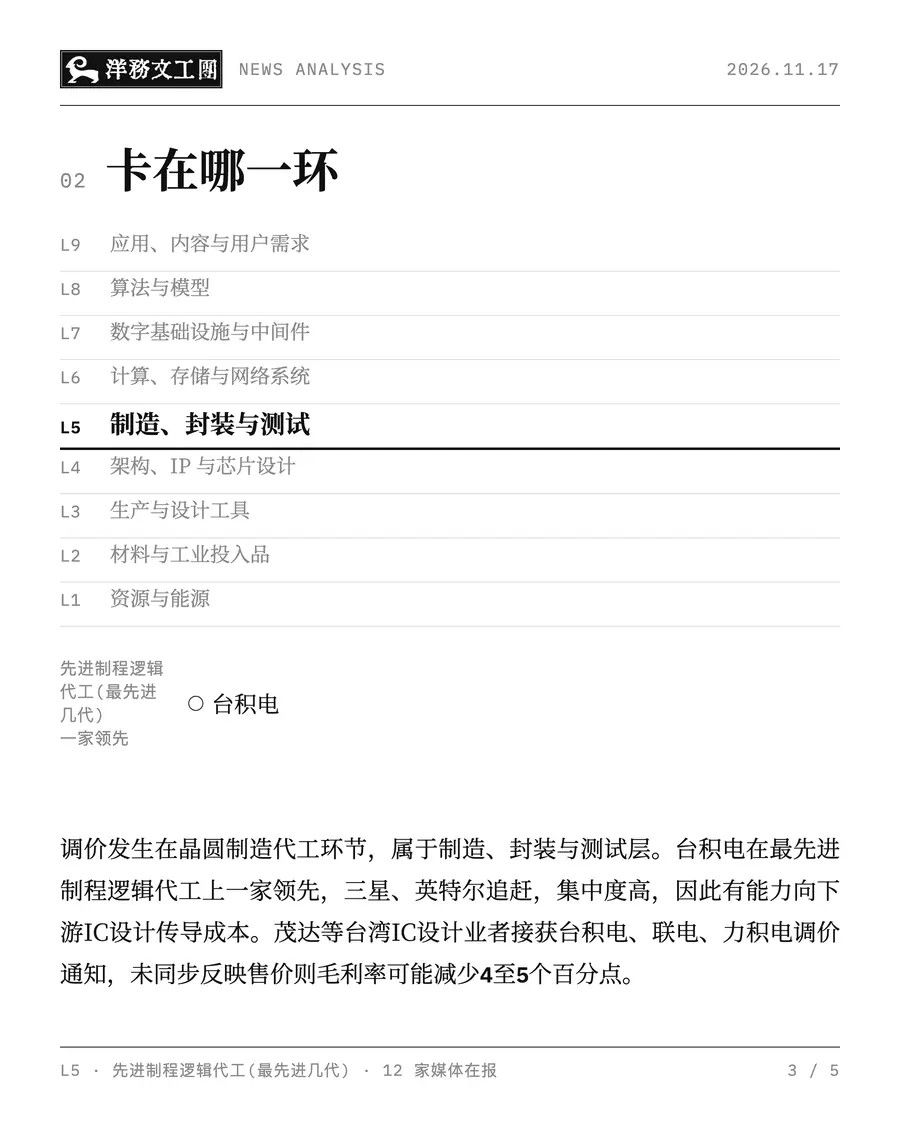 洋務文工團 NEWS ANALYSIS 2026.11.17
02 卡在哪一环
L9 应用、内容与用户需求
L8 算法与模型
L7 数字基础设施与中间件
L6 计算、存储与网络系统
L5 制造、封装与测试
L4 架构、IP 与芯片设计
L3 生产与设计工具
L2 材料与工业投入品
L1 资源与能源
先进制程逻辑
代工(最先进
几代)
一家领先
○ 台积电
调价发生在晶圆制造代工环节，属于制造、封装与测试层。台积电在最先进
制程逻辑代工上一家领先，三星、英特尔追赶，集中度高，因此有能力向下
游IC设计传导成本。茂达等台湾IC设计业者接获台积电、联电、力积电调价
通知，未同步反映售价则毛利率可能减少4至5个百分点。
L5 · 先进制程逻辑代工(最先进几代) · 12 家媒体在报 3 / 5